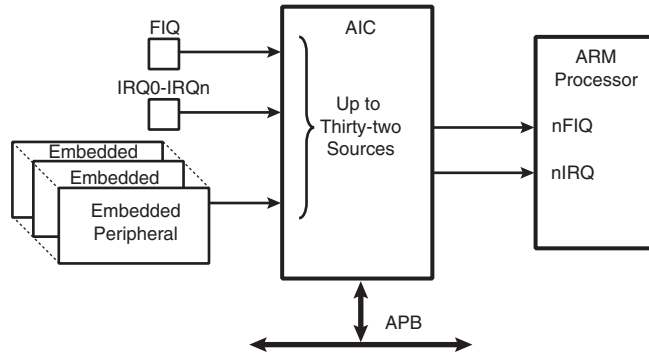 FIQ
IRQ0-IRQn
Embedded
Embedded
Embedded
Peripheral
AIC
Up to
Thirty-two
Sources
ARM
Processor
nFIQ
nIRQ
APB